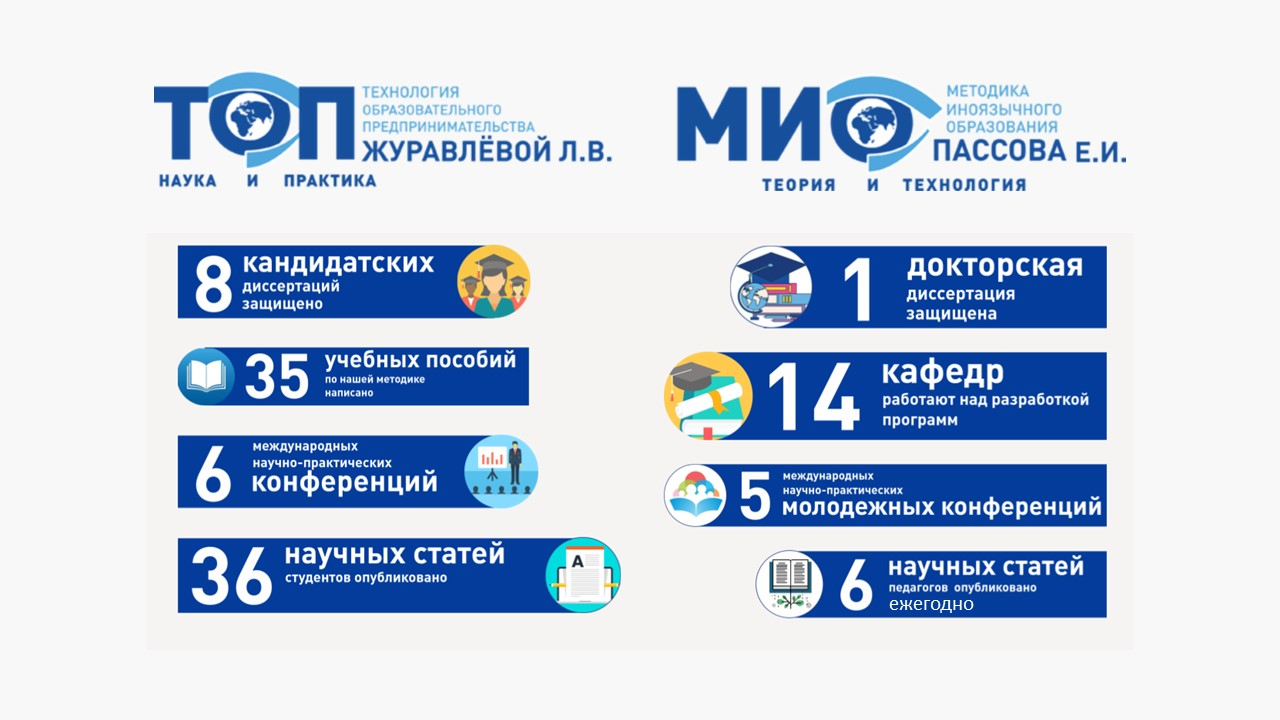 ТОП
ТЕХНОЛОГИЯ
ОБРАЗОВАТЕЛЬНОГО
ПРЕДПРИНИМАТЕЛЬСТВА
ЖУРАВЛЁВОЙ Л.В.
НАУКА И ПРАКТИКА
МИО
МЕТОДИКА
ИНОЯЗЫЧНОГО
ОБРАЗОВАНИЯ
ПАССОВА Е.И.
ТЕОРИЯ И ТЕХНОЛОГИЯ
8 кандидатских
диссертаций
защищено
35 учебных пособий
по нашей методике
написано
6 международных
научно-практических
конференций
36 научных статей
студентов опубликовано
A
1 докторская
диссертация
защищена
14 кафедр
работают над разработкой
программ
5 международных
научно-практических
молодежных конференций
6 научных статей
педагогов опубликовано
ежегодно